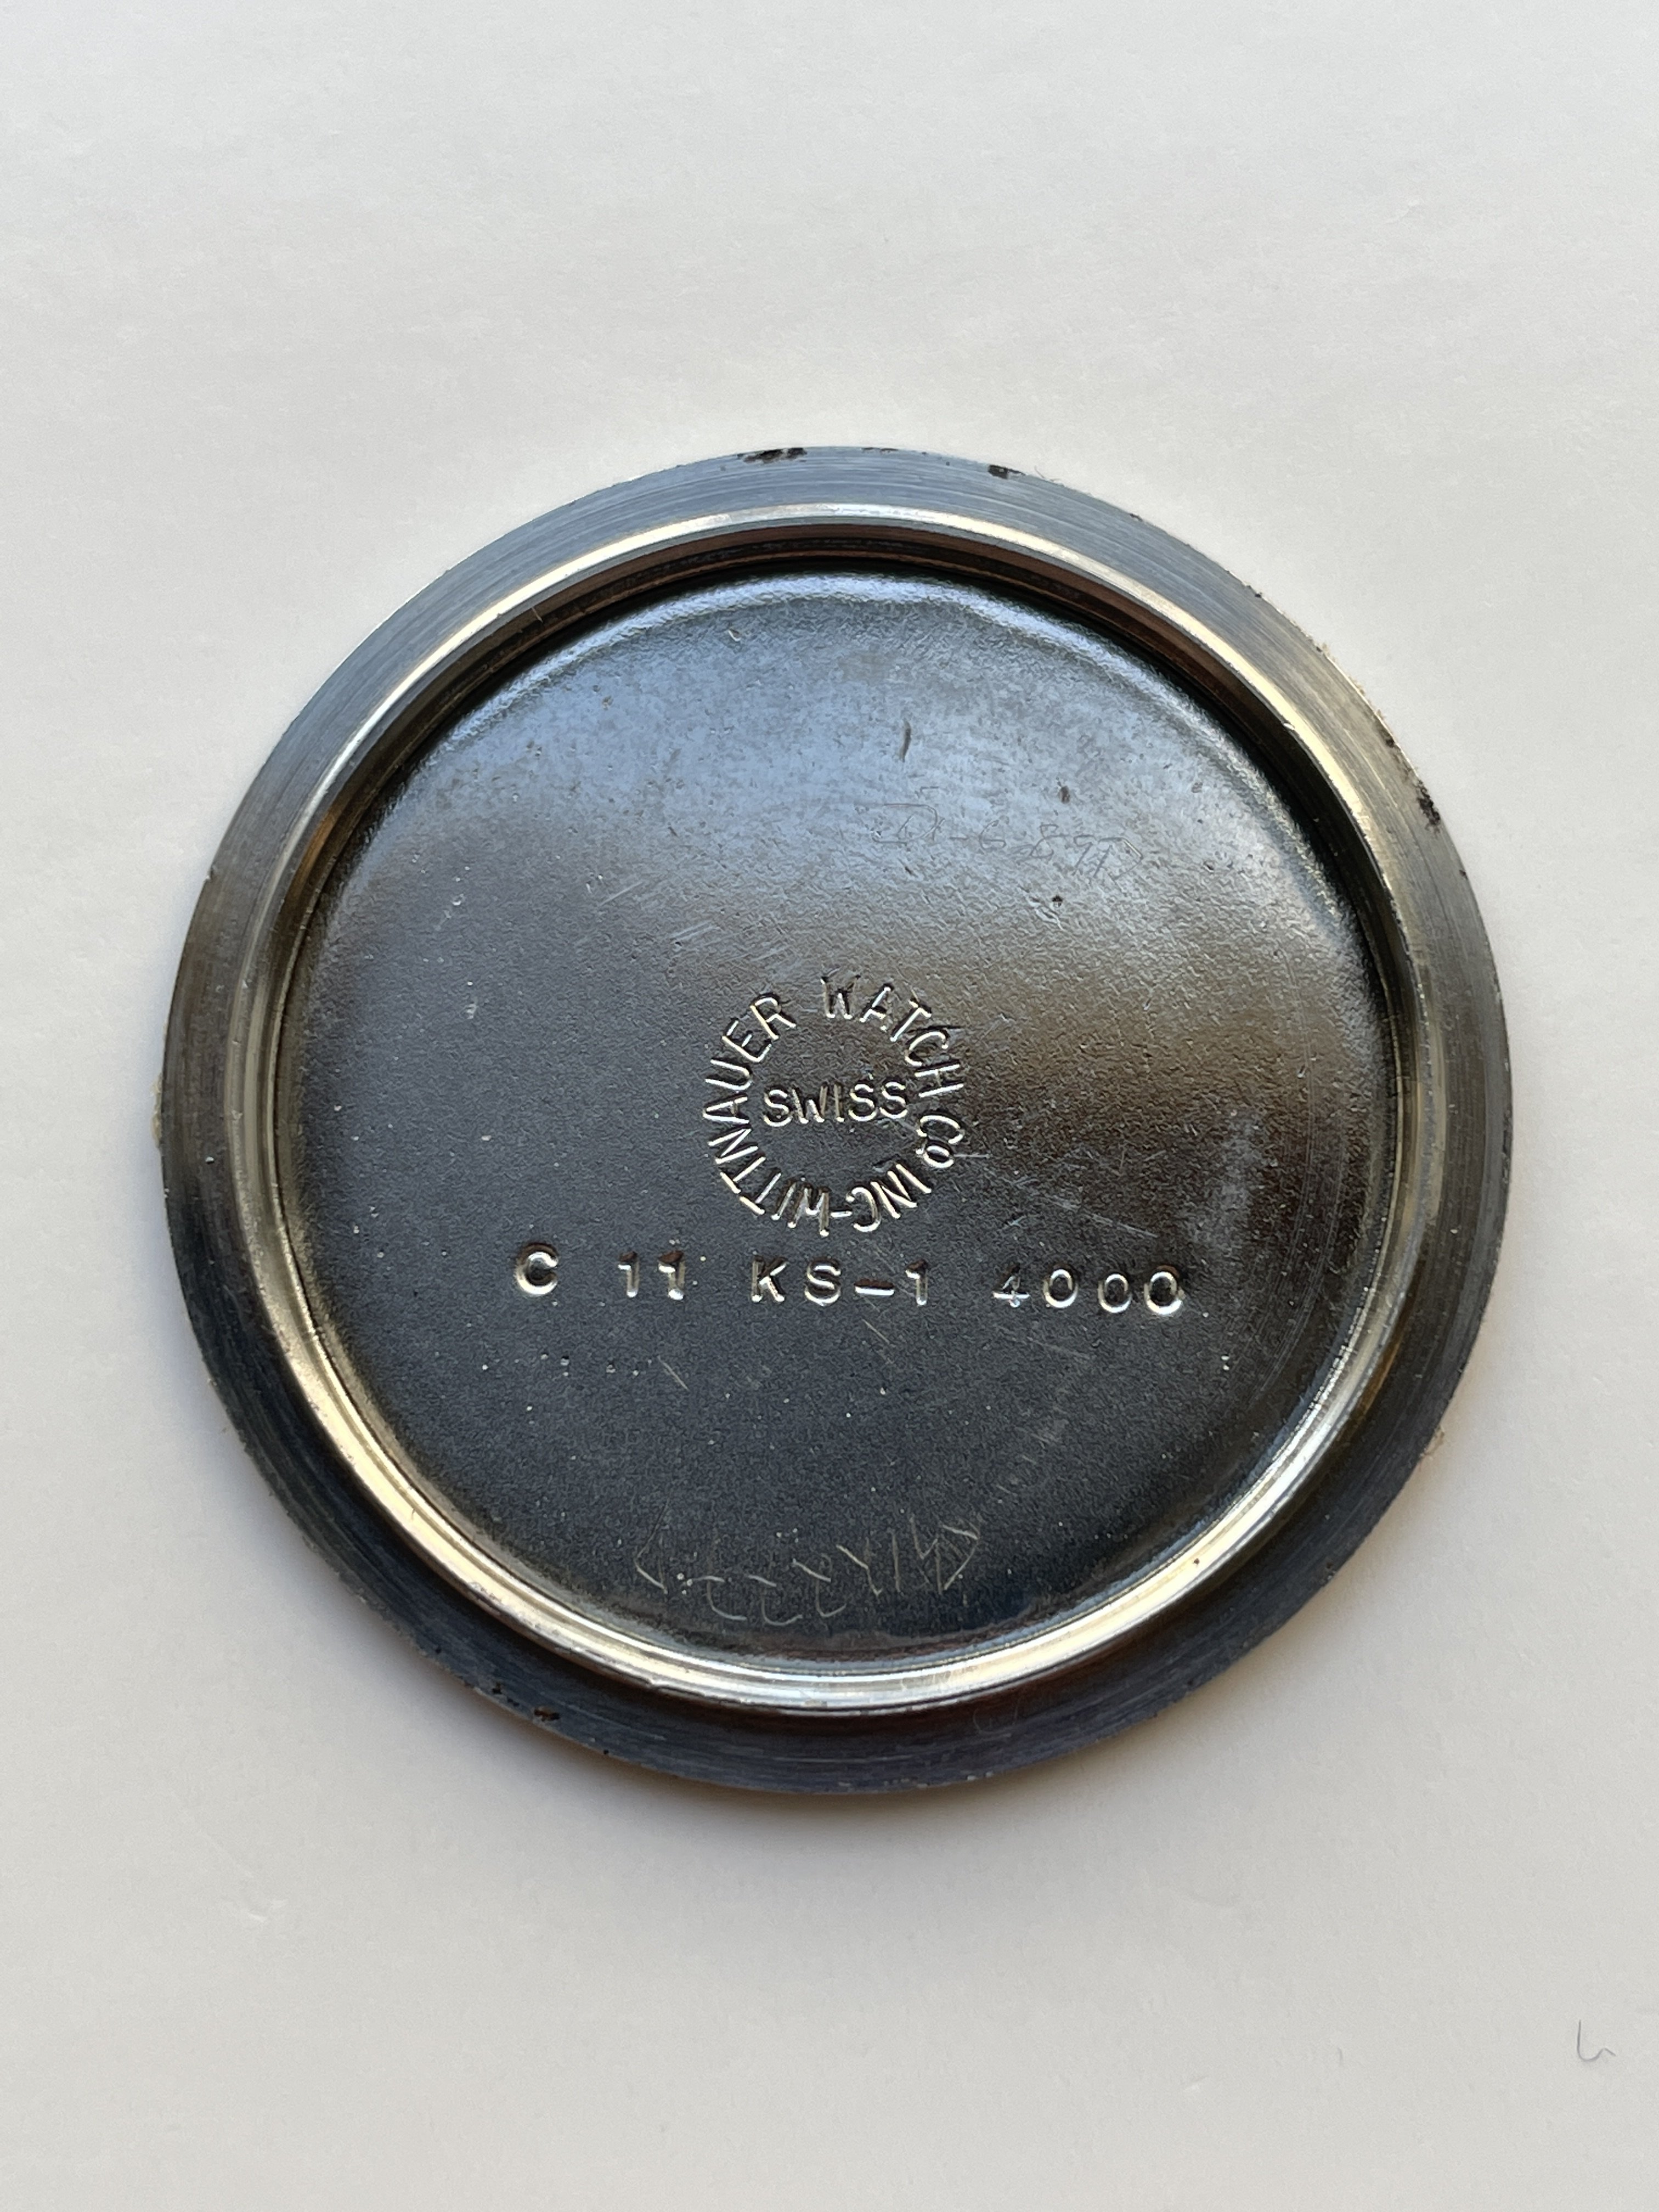 WITTNAUER WATCH Co INC-
SWISS
C 11 KS-1 4000